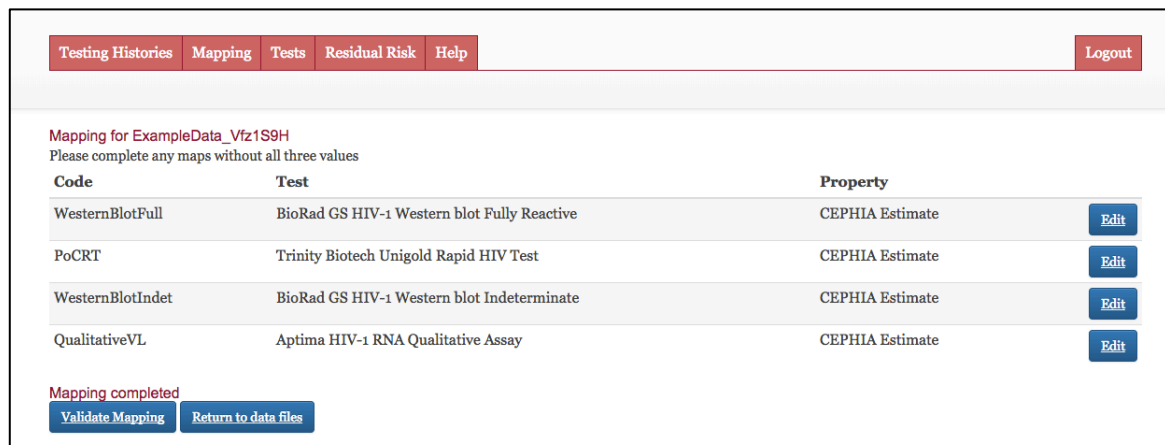 Testing Histories Mapping Tests Residual Risk Help Logout
Mapping for ExampleData_Vfz1S9H
Please complete any maps without all three values
Code Test Property
WesternBlotFull BioRad GS HIV-1 Western blot Fully Reactive CEPHIA Estimate Edit
PoCRT Trinity Biotech Unigold Rapid HIV Test CEPHIA Estimate Edit
WesternBlotIndet BioRad GS HIV-1 Western blot Indeterminate CEPHIA Estimate Edit
QualitativeVL Aptima HIV-1 RNA Qualitative Assay CEPHIA Estimate Edit
Mapping completed
Validate Mapping Return to data files